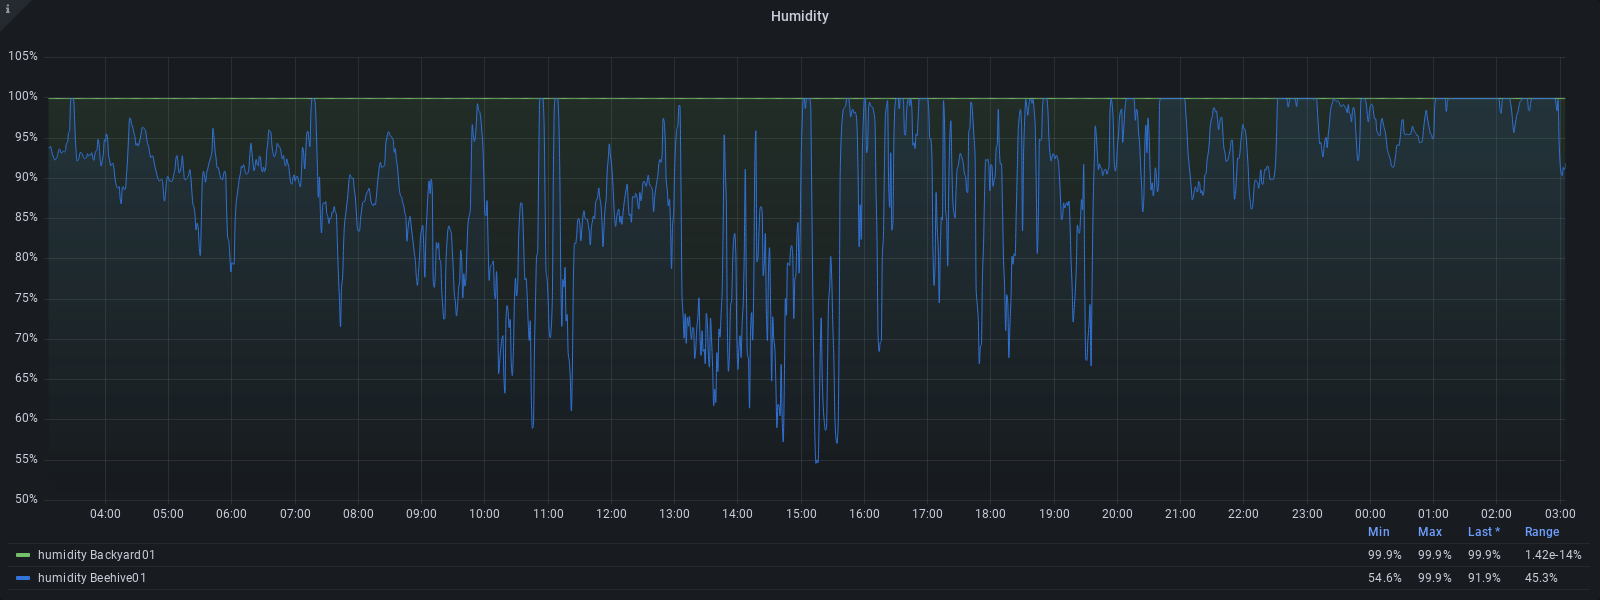 i
Humidity
105%
100%
95%
90%
85%
80%
75%
70%
65%
60%
55%
50%
04:00 05:00 06:00 07:00 08:00 09:00 10:00 11:00 12:00 13:00 14:00 15:00 16:00 17:00 18:00 19:00 20:00 21:00 22:00 23:00 00:00 01:00 02:00 03:00
Min Max Last * Range
humidity Backyard01 99.9% 99.9% 99.9% 1.42e-14%
humidity Beehive01 54.6% 99.9% 91.9% 45.3%